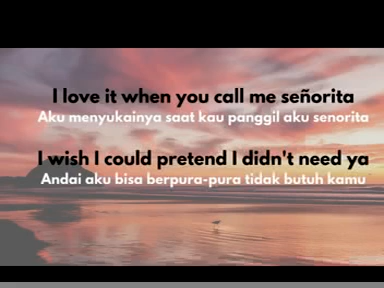 I love it when you call me señorita
Aku menyukainya saat kau panggil aku senorita
I wish I could pretend I didn't need ya
Andai aku bisa berpura-pura tidak butuh kamu